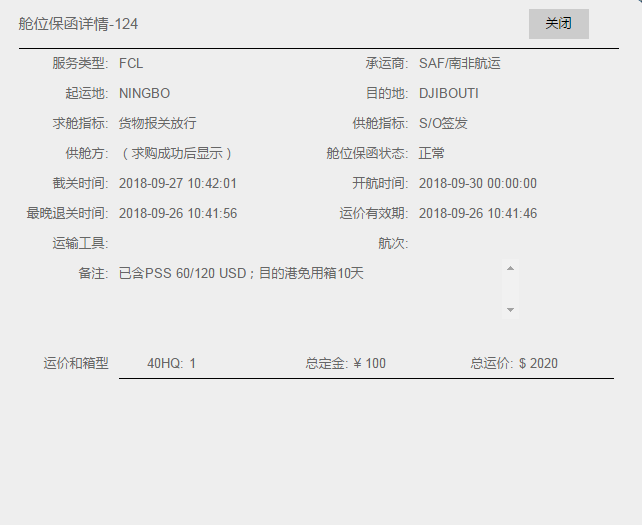 舱位保函详情-124 关闭
服务类型: FCL 承运商: SAF/南非航运
起运地: NINGBO 目的地: DJIBOUTI
求舱指标: 货物报关放行 供舱指标: S/O签发
供舱方: （求购成功后显示） 舱位保函状态: 正常
截关时间: 2018-09-27 10:42:01 开航时间: 2018-09-30 00:00:00
最晚退关时间: 2018-09-26 10:41:56 运价有效期: 2018-09-26 10:41:46
运输工具: 航次:
备注: 已含PSS 60/120 USD；目的港免用箱10天
运价和箱型 40HQ: 1 总定金: ¥ 100 总运价: $ 2020